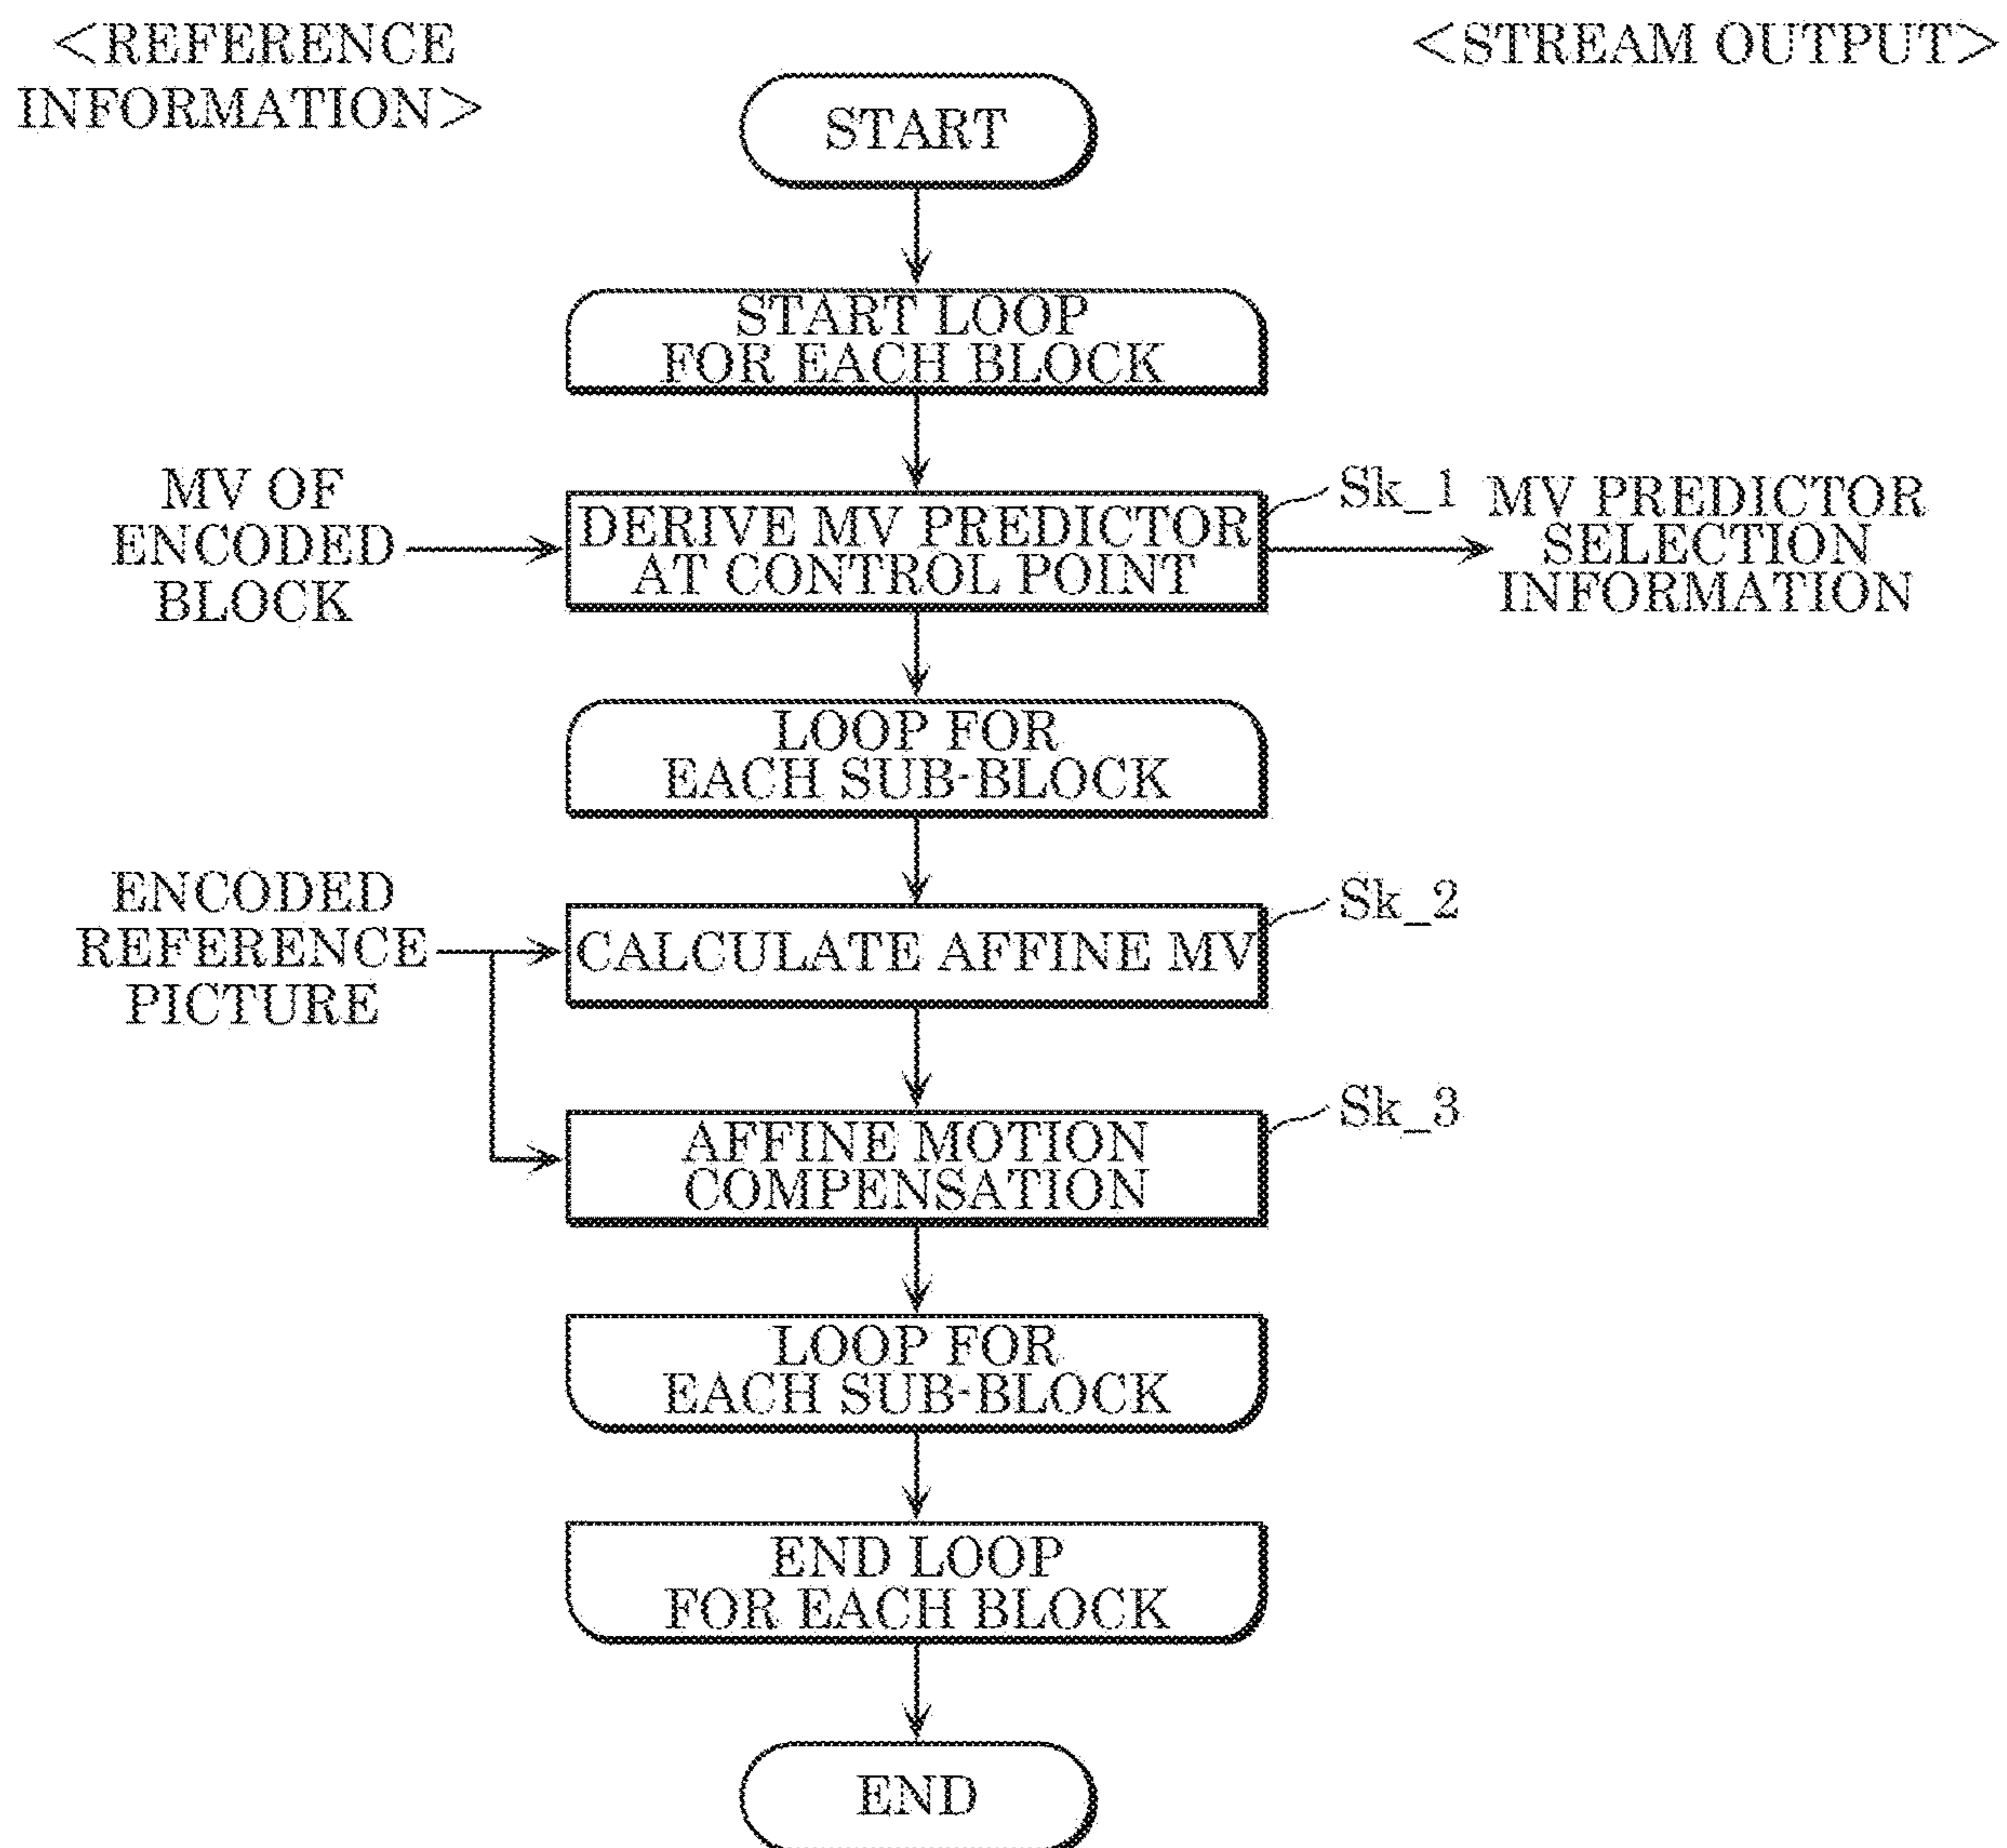 <REFERENCE
INFORMATION>
<STREAM OUTPUT>
START
START LOOP
FOR EACH BLOCK
MV OF
ENCODED
BLOCK
DERIVE MV PREDICTOR
AT CONTROL POINT
Sk_1
MV PREDICTOR
SELECTION
INFORMATION
LOOP FOR
EACH SUB-BLOCK
ENCODED
REFERENCE
PICTURE
CALCULATE AFFINE MV
Sk_2
AFFINE MOTION
COMPENSATION
Sk_3
LOOP FOR
EACH SUB-BLOCK
END LOOP
FOR EACH BLOCK
END